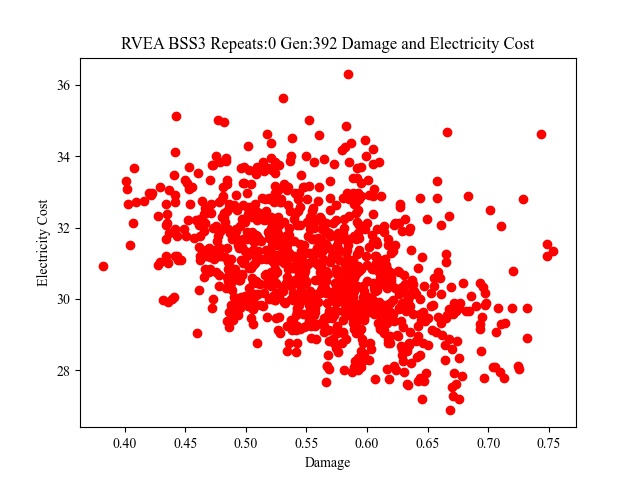 RVEA BSS3 Repeats:0 Gen:392 Damage and Electricity Cost
Electricity Cost
36
34
32
30
28
0.40 0.45 0.50 0.55 0.60 0.65 0.70 0.75
Damage